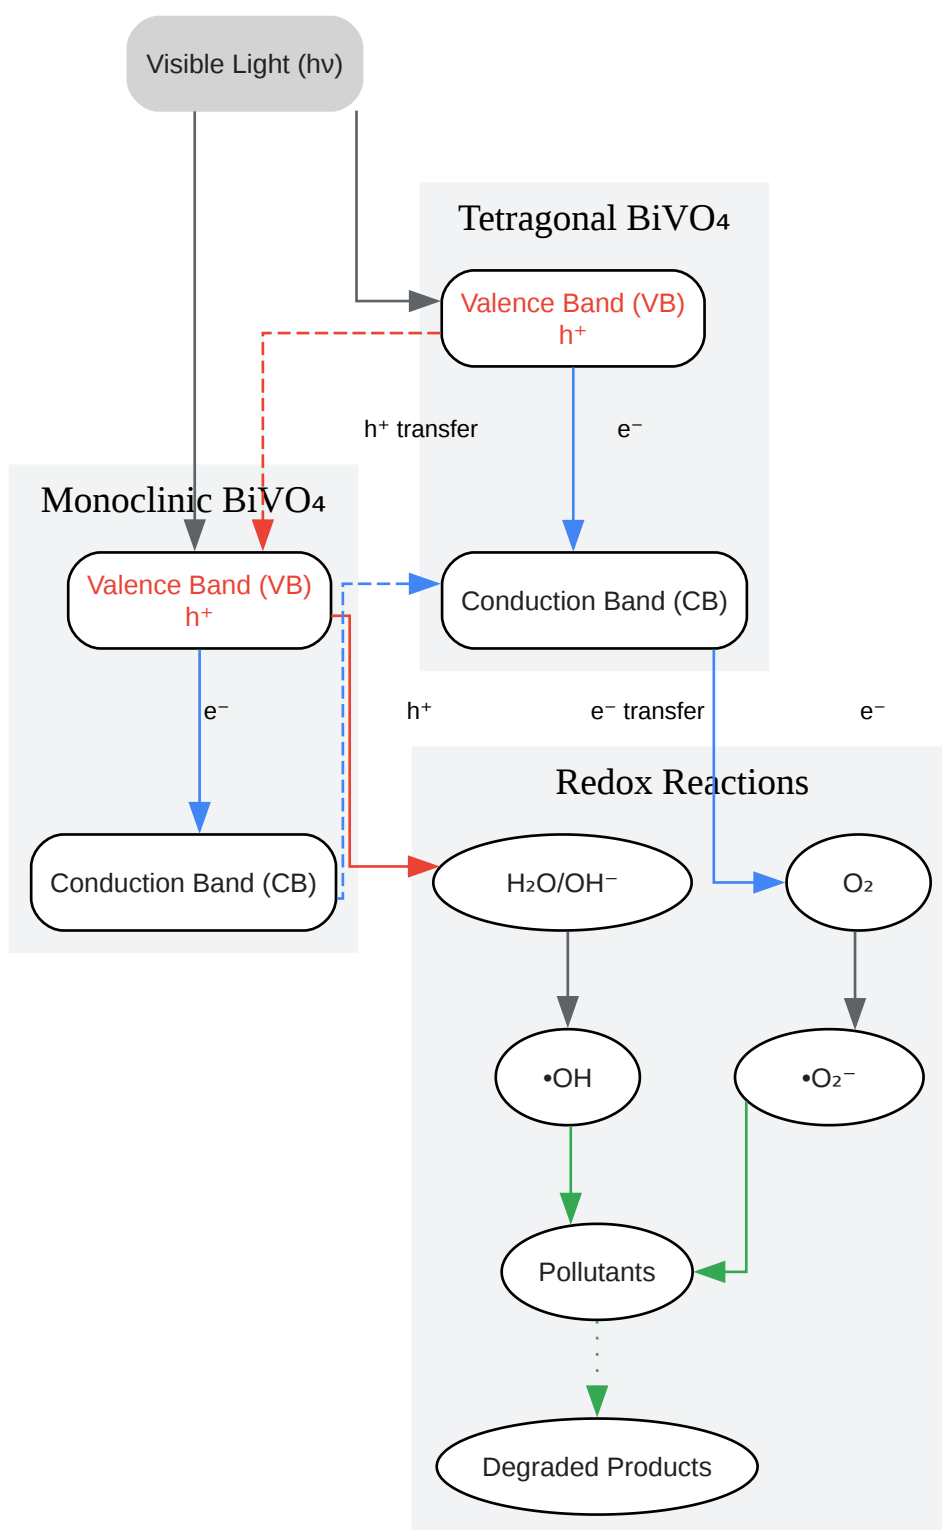 Visible Light (hν)
Tetragonal BiVO₄
Valence Band (VB)
h⁺
h⁺ transfer
e⁻
Monoclinic BiVO₄
Valence Band (VB)
h⁺
Conduction Band (CB)
e⁻
h⁺
e⁻ transfer
e⁻
Redox Reactions
Conduction Band (CB)
H₂O/OH⁻
O₂
•OH
•O₂⁻
Pollutants
Degraded Products